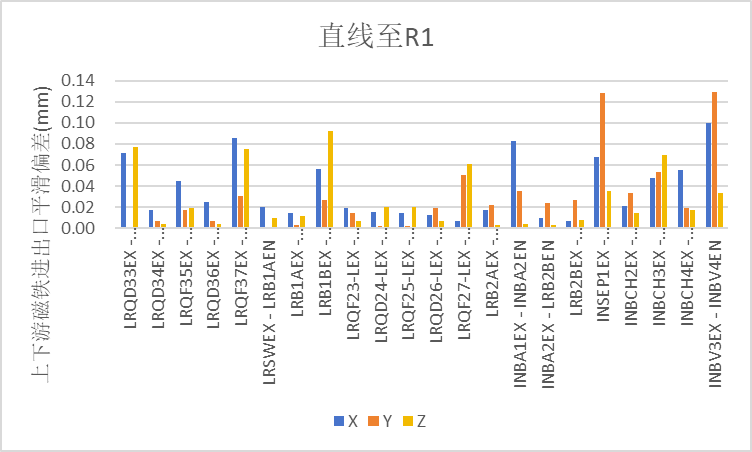 直线至R1
上下游磁铁进出口平滑偏差(mm)
0.14
0.12
0.10
0.08
0.06
0.04
0.02
0.00
LRQD33EX - …
LRQD34EX - …
LRQF35EX - …
LRQD36EX - …
LRQF37EX - …
LRSWEX - LRB1AEN
LRB1AEX - …
LRB1BEX - …
LRQF23-LEX - …
LRQD24-LEX - …
LRQF25-LEX - …
LRQD26-LEX - …
LRQF27-LEX - …
LRB2AEX - …
INBA1EX - INBA2EN
INBA2EX - LRB2BEN
LRB2BEX - …
INSEP1EX - …
INBCH2EX - …
INBCH3EX - …
INBCH4EX - …
INBV3EX - INBV4EN
X Y Z